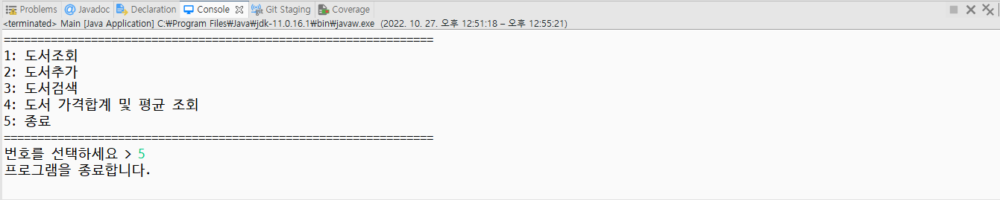 Problems @ Javadoc Declaration Console Git Staging Coverage
<terminated> Main [Java Application] C:₩Program Files₩Java₩jdk-11.0.16.1₩bin₩javaw.exe (2022. 10. 27. 오후 12:51:18 – 오후 12:55:21)
================================================================
1: 도서조회
2: 도서추가
3: 도서검색
4: 도서 가격합계 및 평균 조회
5: 종료
================================================================
번호를 선택하세요 > 5
프로그램을 종료합니다.